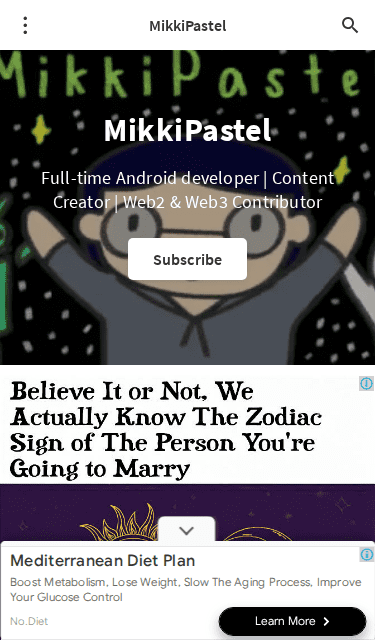 MikkiPastel
MikkiPaste
MikkiPastel
Full-time Android developer | Content
Creator | Web2 & Web3 Contributor
Subscribe
Believe It or Not, We
Actually Know The Zodiac
Sign of The Person You're
Going to Marry
Mediterranean Diet Plan
Boost Metabolism, Lose Weight, Slow The Aging Process, Improve
Your Glucose Control
No.Diet
Learn More